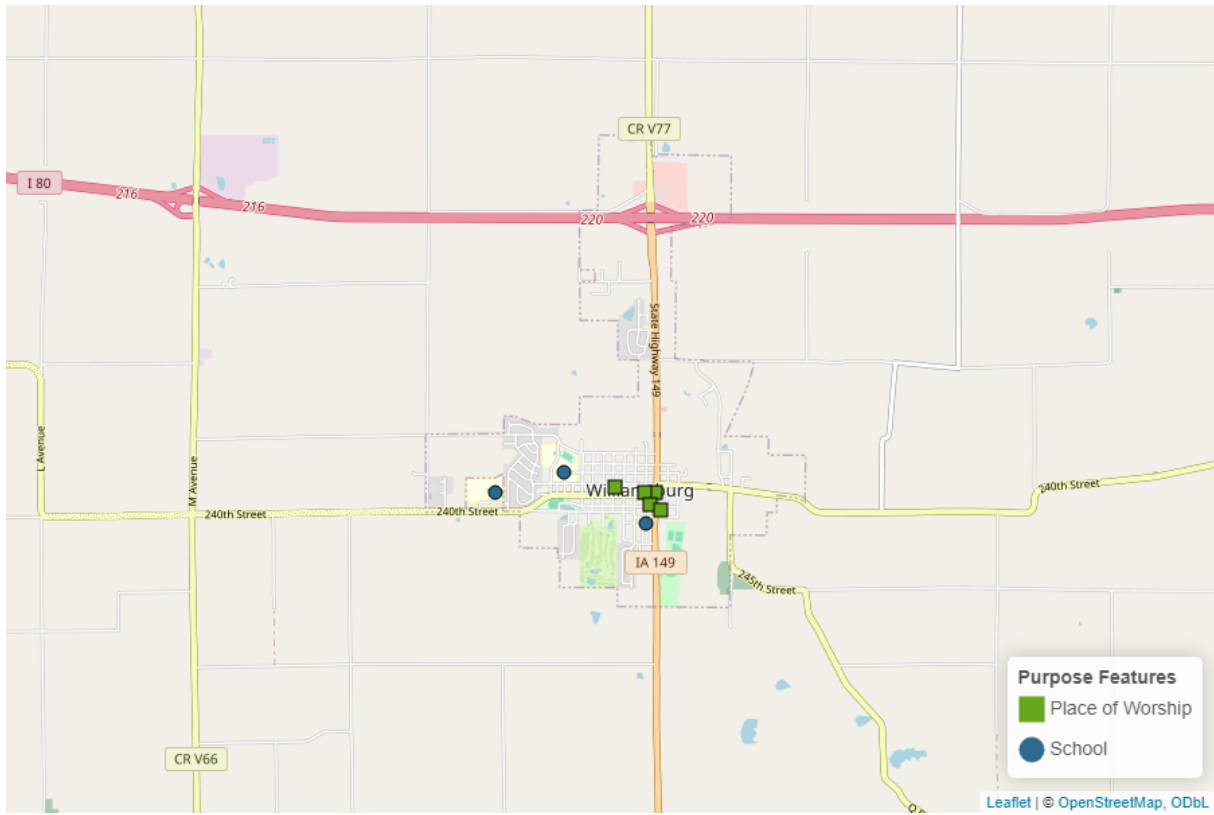 CR V77
I 80
216
216
220
220
State Highway 149
L Avenue
M Avenue
Williamsburg
240th Street
240th Street
240th Street
IA 149
245th Street
CR V66
Purpose Features
Place of Worship
School
Leaflet | © OpenStreetMap, ODbL